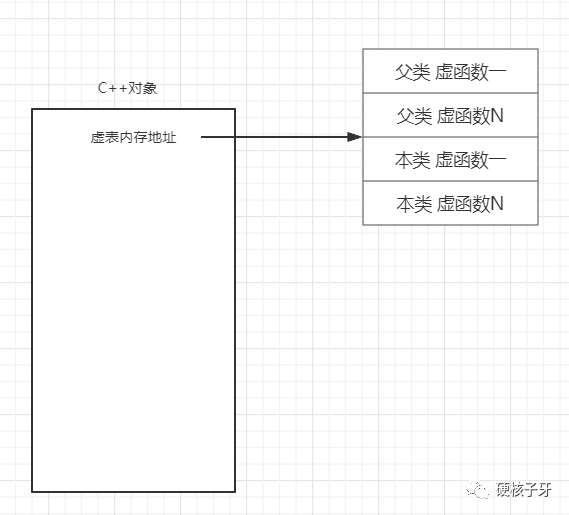 C++对象
虚表内存地址
父类 虚函数一
父类 虚函数N
本类 虚函数一
本类 虚函数N
硬核子牙